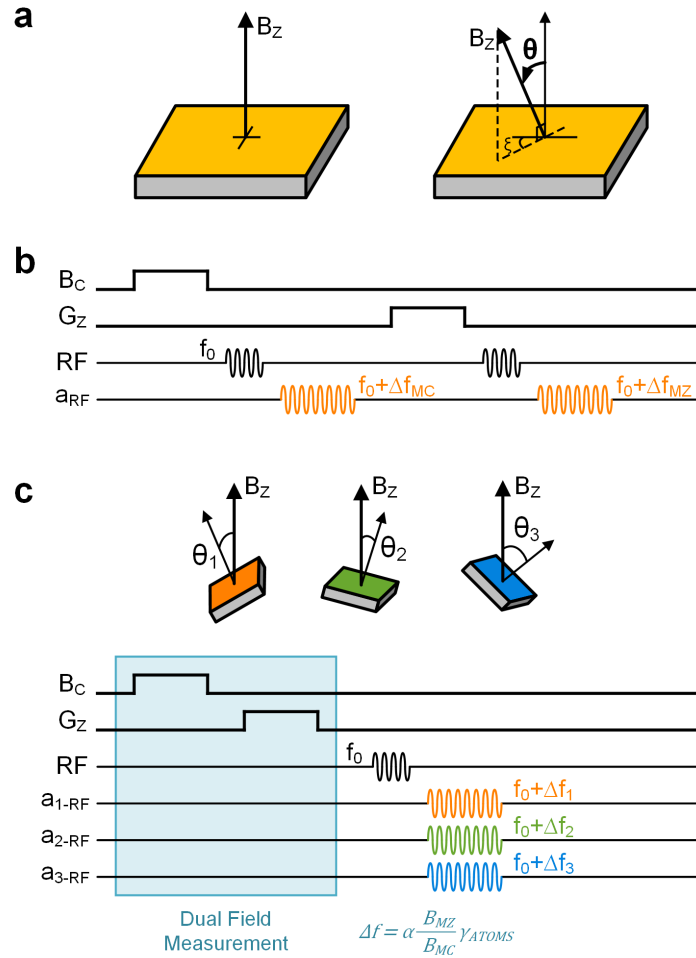 a
B_Z
B_Z θ
ξ
b
B_C
G_Z
RF f_0
a_RF f_0+Δf_MC f_0+Δf_MZ
c
B_Z B_Z B_Z
θ_1 θ_2 θ_3
B_C
G_Z
RF f_0
a_1-RF f_0+Δf_1
a_2-RF f_0+Δf_2
a_3-RF f_0+Δf_3
Dual Field
Measurement
Δf = α B_MZ/B_MC γ_ATOMS